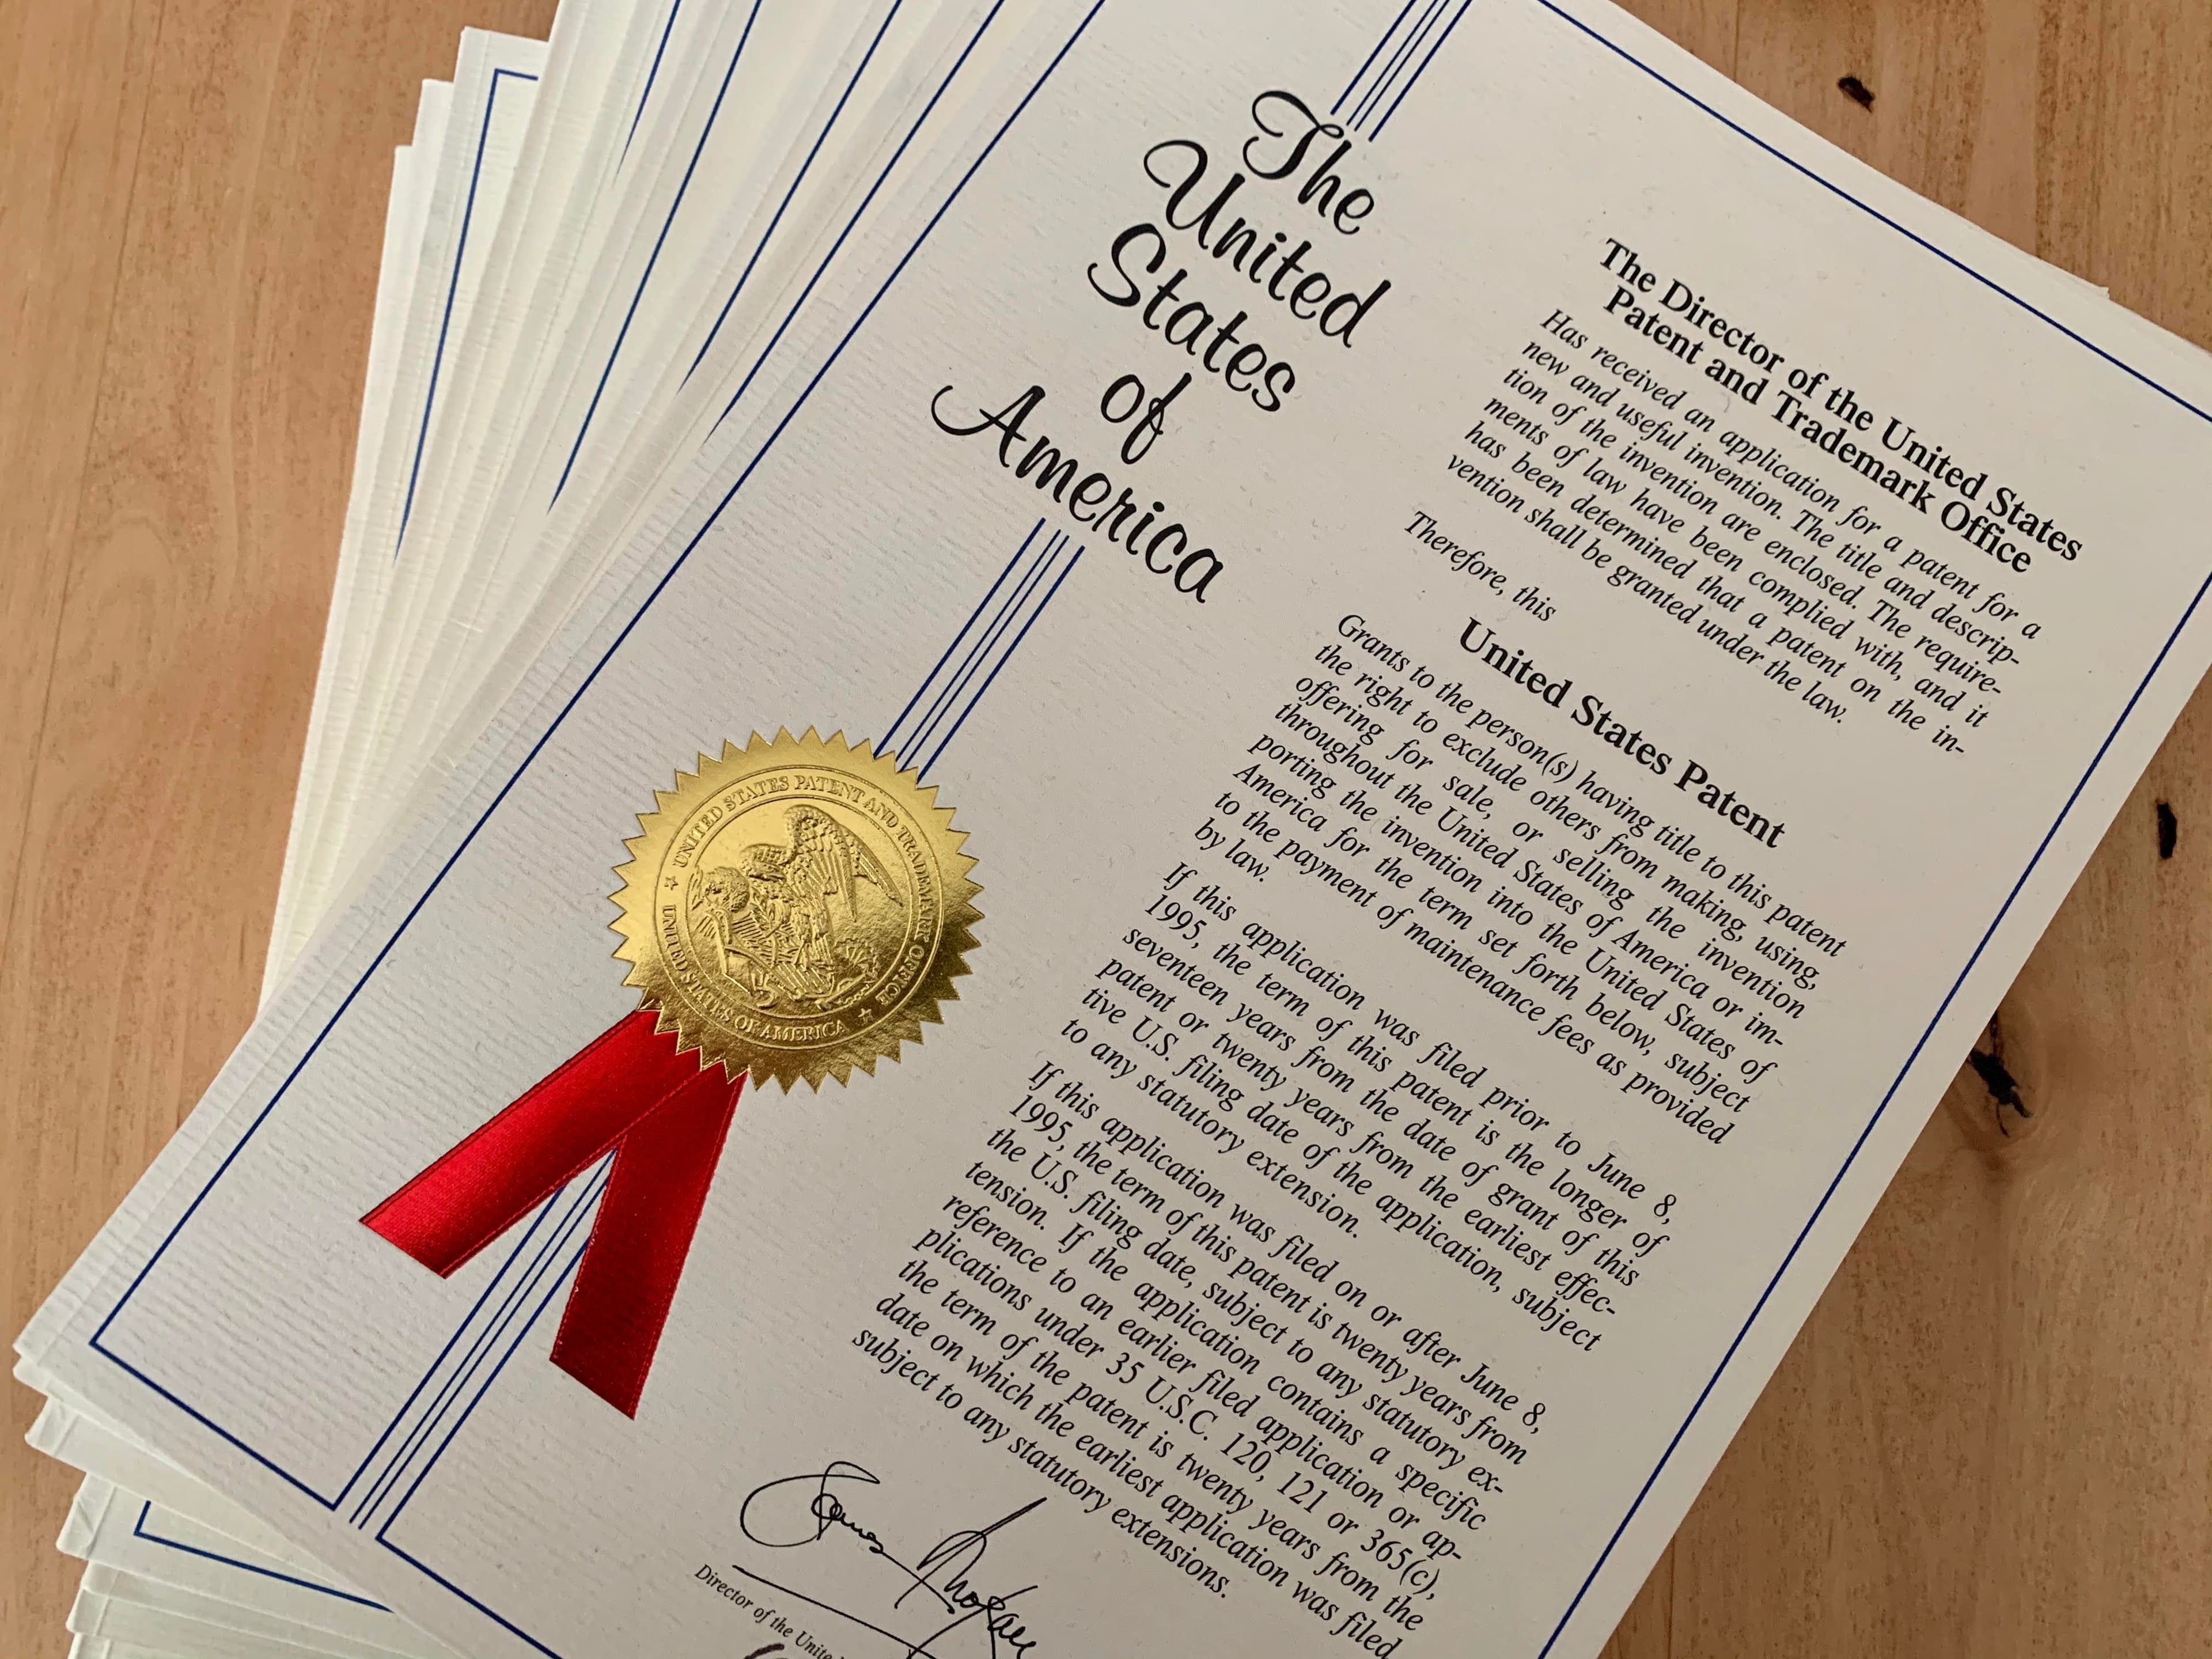 The
United
States
of
America
The Director of the United States
Patent and Trademark Office
Has received an application for a patent for a
new and useful invention. The title and descrip-
tion of the invention are enclosed. The require-
ments of law have been complied with, and it
has been determined that a patent on the in-
vention shall be granted under the law.
Therefore, this
United States Patent
Grants to the person(s) having title to this patent
the right to exclude others from making, using,
offering for sale, or selling the invention
throughout the United States of America or im-
porting the invention into the United States of
America for the term set forth below, subject
to the payment of maintenance fees as provided
by law.
If this application was filed prior to June 8,
1995, the term of this patent is the longer of
seventeen years from the date of grant of this
patent or twenty years from the earliest effec-
tive U.S. filing date of the application, subject
to any statutory extension.
If this application was filed on or after June 8,
1995, the term of this patent is twenty years from
the U.S. filing date, subject to any statutory ex-
tension. If the application contains a specific
reference to an earlier filed application or ap-
plications under 35 U.S.C. 120, 121 or 365(c),
the term of the patent is twenty years from the
date on which the earliest application was filed
subject to any statutory extensions.
UNITED STATES PATENT AND TRADEMARK OFFICE
UNITED STATES OF AMERICA
Director of the United